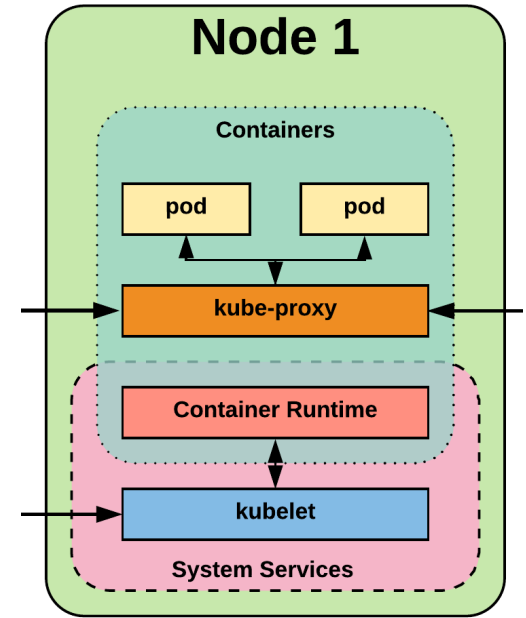 Node 1
Containers
pod
pod
kube-proxy
Container Runtime
kubelet
System Services